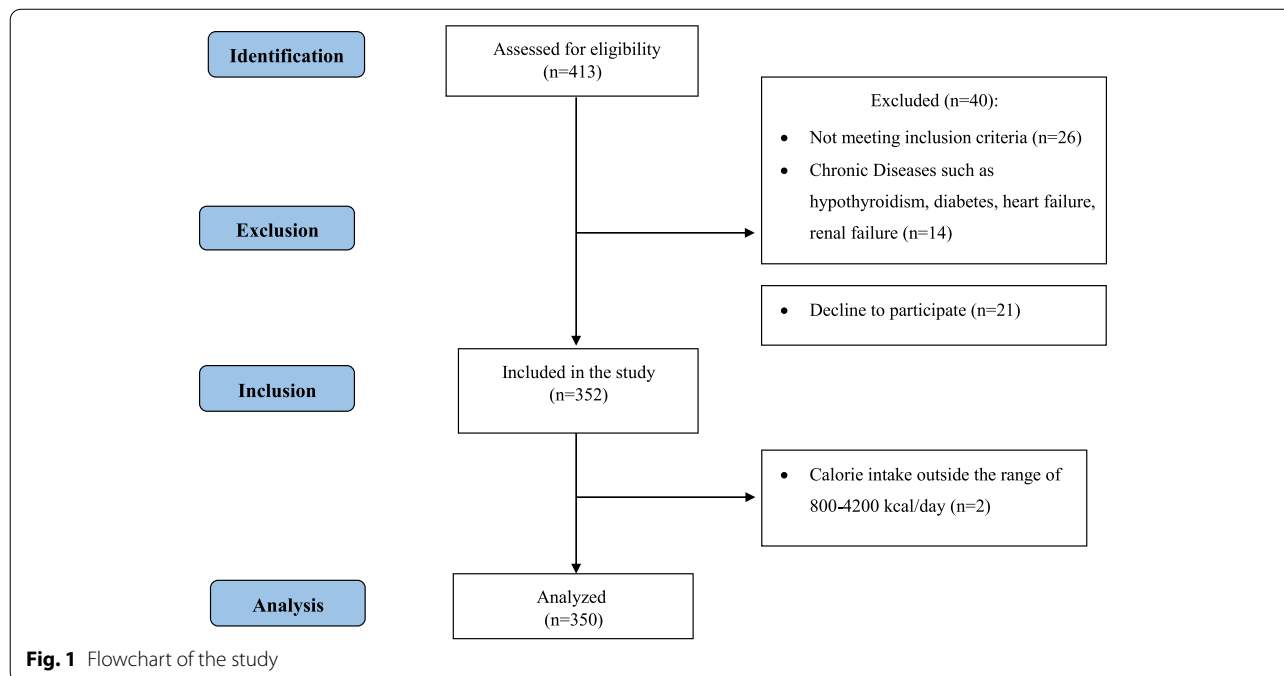 Identification
Assessed for eligibility
(n=413)
Excluded (n=40):
• Not meeting inclusion criteria (n=26)
• Chronic Diseases such as
hypothyroidism, diabetes, heart failure,
renal failure (n=14)
Exclusion
• Decline to participate (n=21)
Inclusion
Included in the study
(n=352)
• Calorie intake outside the range of
800-4200 kcal/day (n=2)
Analysis
Analyzed
(n=350)
Fig. 1 Flowchart of the study